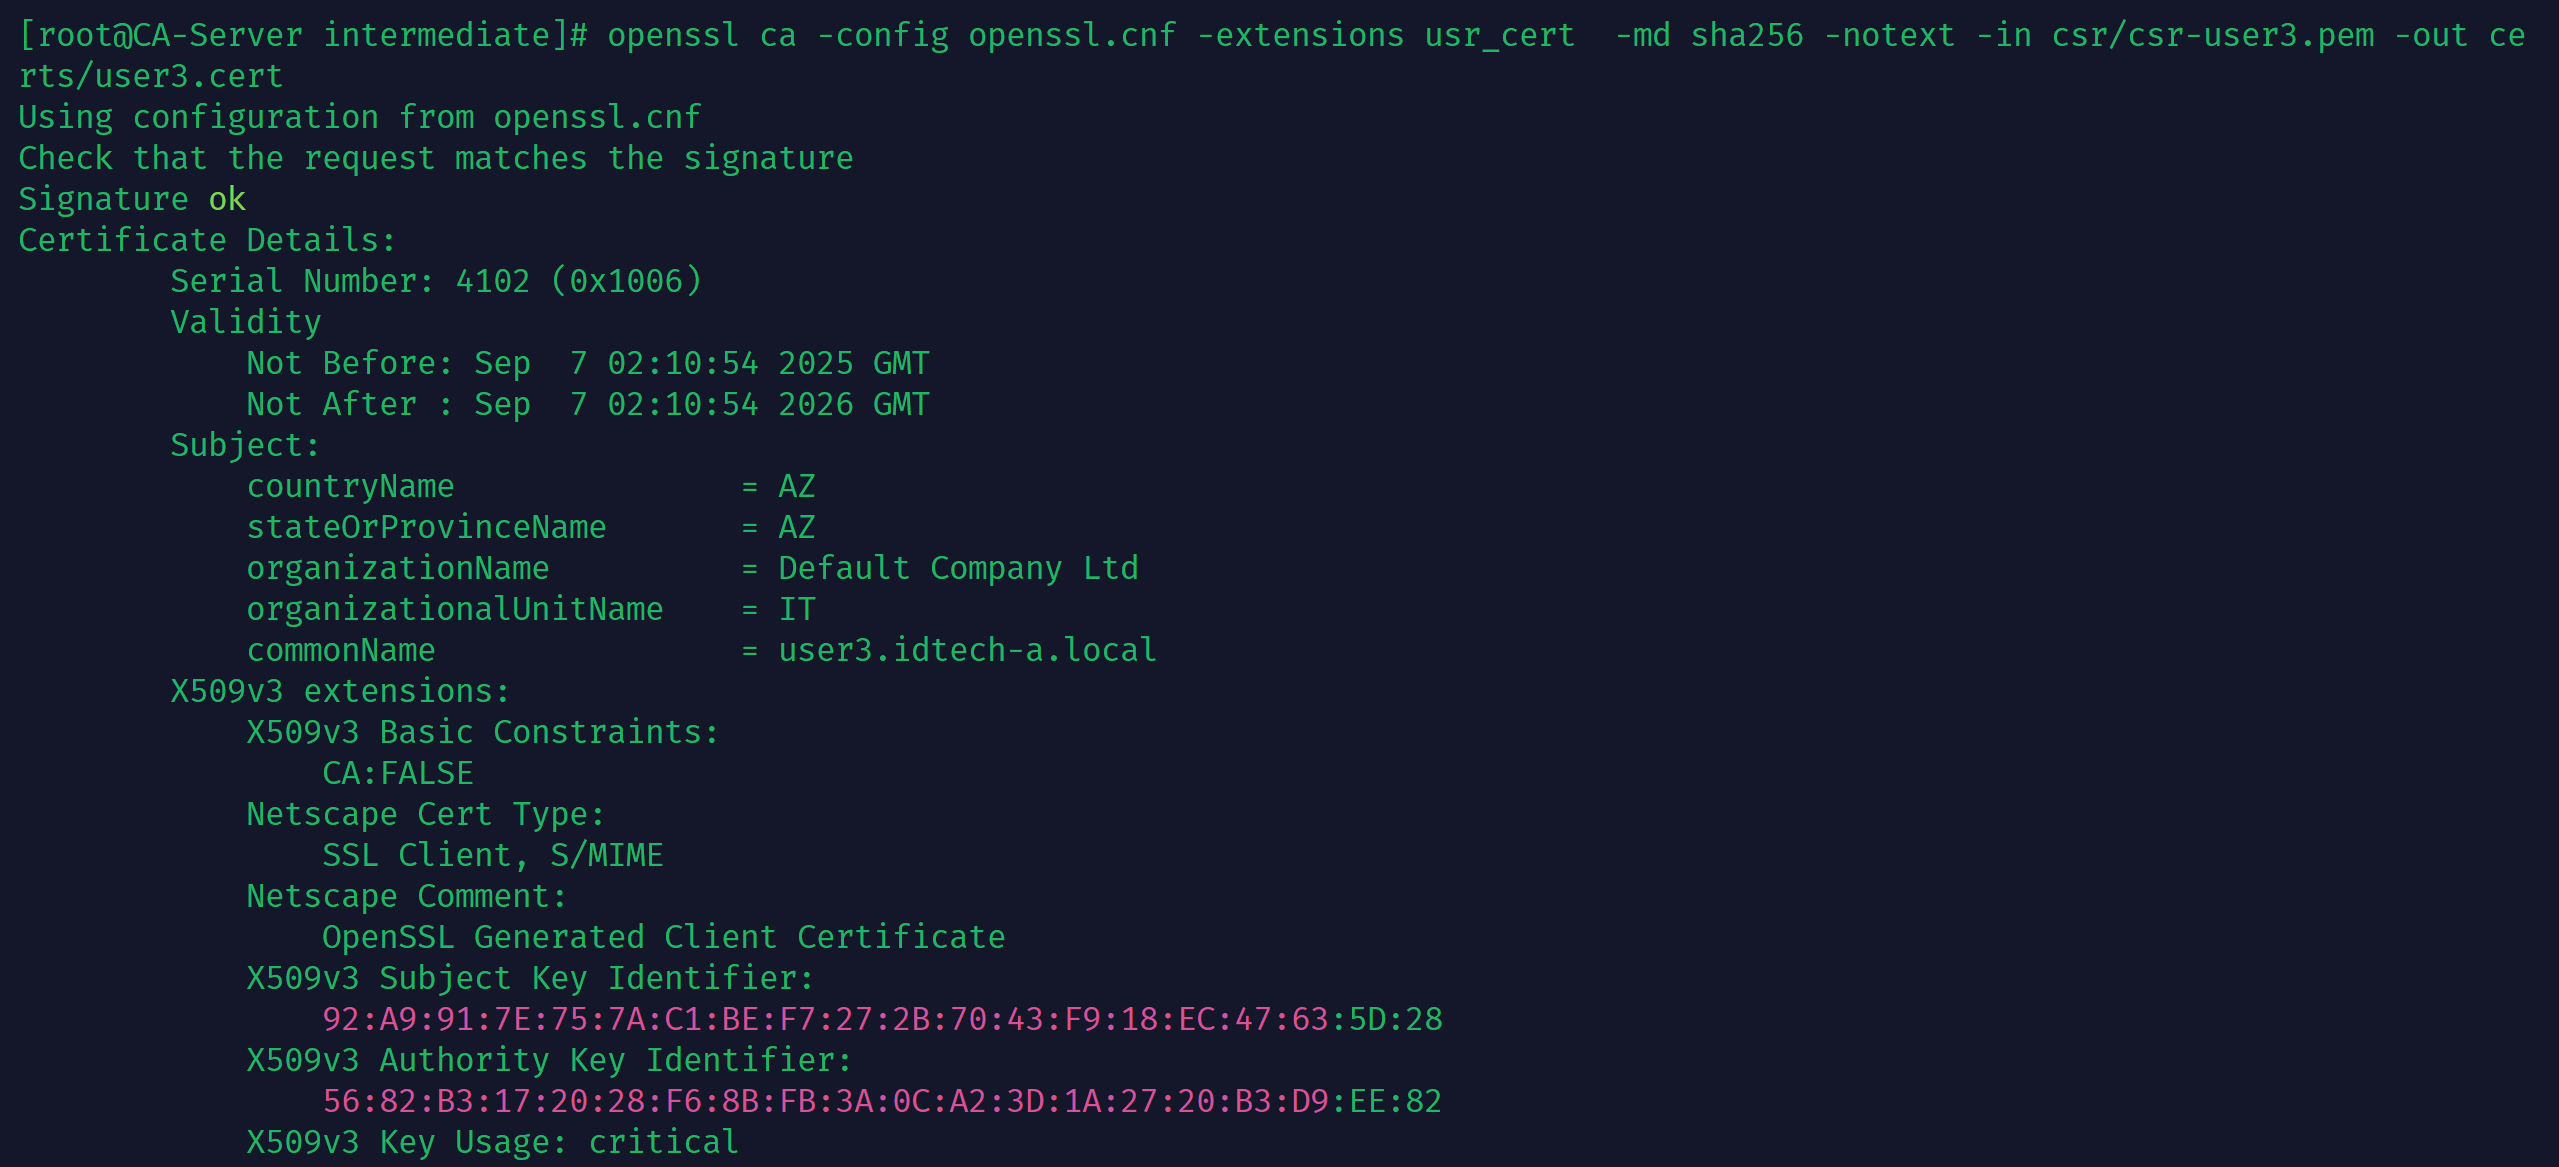 [root@CA-Server intermediate]# openssl ca -config openssl.cnf -extensions usr_cert  -md sha256 -notext -in csr/csr-user3.pem -out ce
rts/user3.cert
Using configuration from openssl.cnf
Check that the request matches the signature
Signature ok
Certificate Details:
        Serial Number: 4102 (0x1006)
        Validity
            Not Before: Sep  7 02:10:54 2025 GMT
            Not After : Sep  7 02:10:54 2026 GMT
        Subject:
            countryName               = AZ
            stateOrProvinceName       = AZ
            organizationName          = Default Company Ltd
            organizationalUnitName    = IT
            commonName                = user3.idtech-a.local
        X509v3 extensions:
            X509v3 Basic Constraints:
                CA:FALSE
            Netscape Cert Type:
                SSL Client, S/MIME
            Netscape Comment:
                OpenSSL Generated Client Certificate
            X509v3 Subject Key Identifier:
                92:A9:91:7E:75:7A:C1:BE:F7:27:2B:70:43:F9:18:EC:47:63:5D:28
            X509v3 Authority Key Identifier:
                56:82:B3:17:20:28:F6:8B:FB:3A:0C:A2:3D:1A:27:20:B3:D9:EE:82
            X509v3 Key Usage: critical